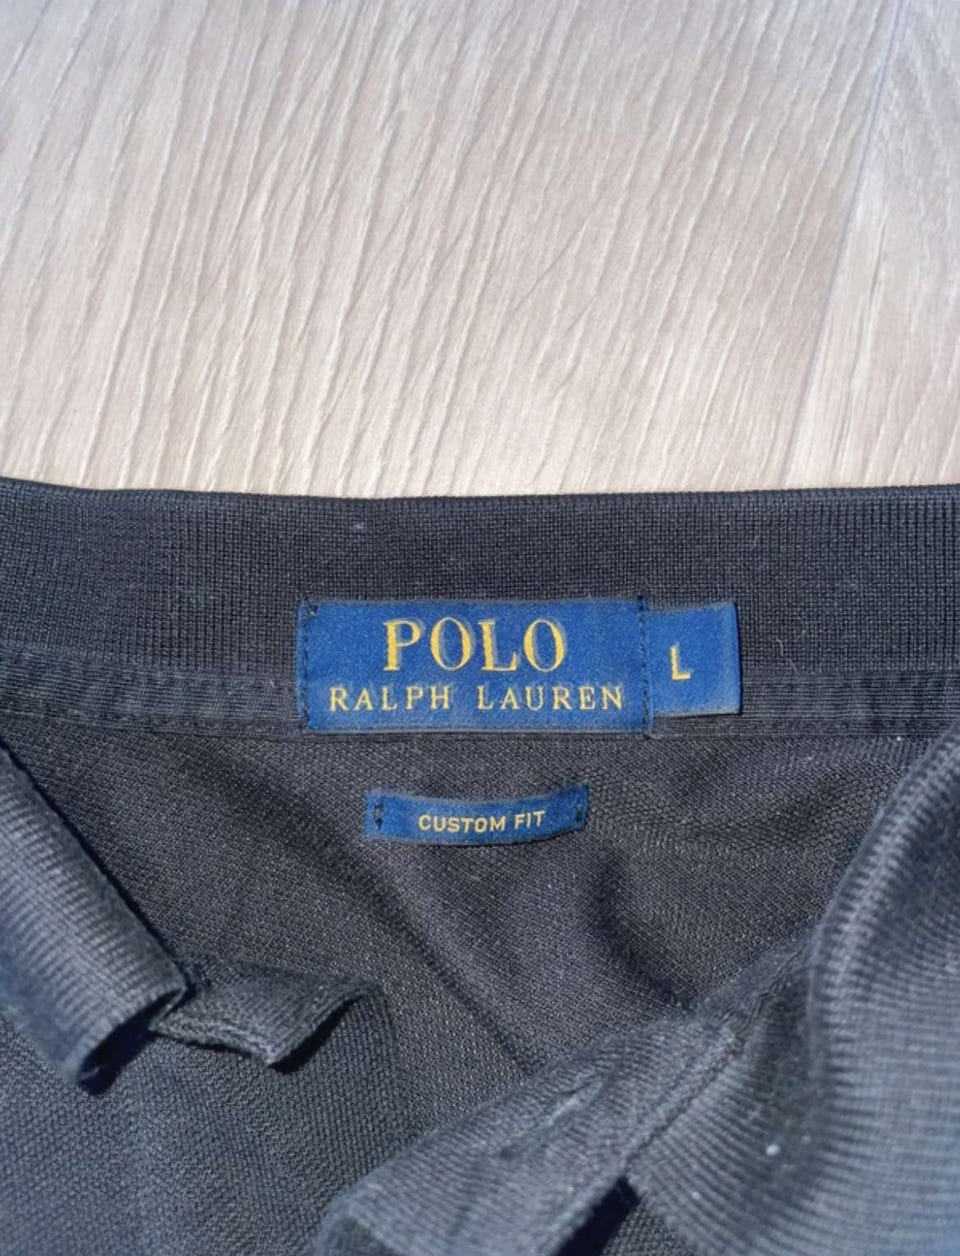 POLO
RALPH LAUREN
L
CUSTOM FIT